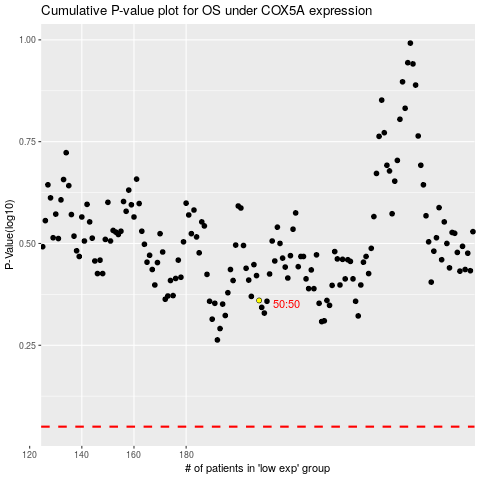 Cumulative P-value plot for OS under COX5A expression
P-Value(log10)
1.00
0.75
0.50
0.25
50:50
120 140 160 180
# of patients in 'low exp' group